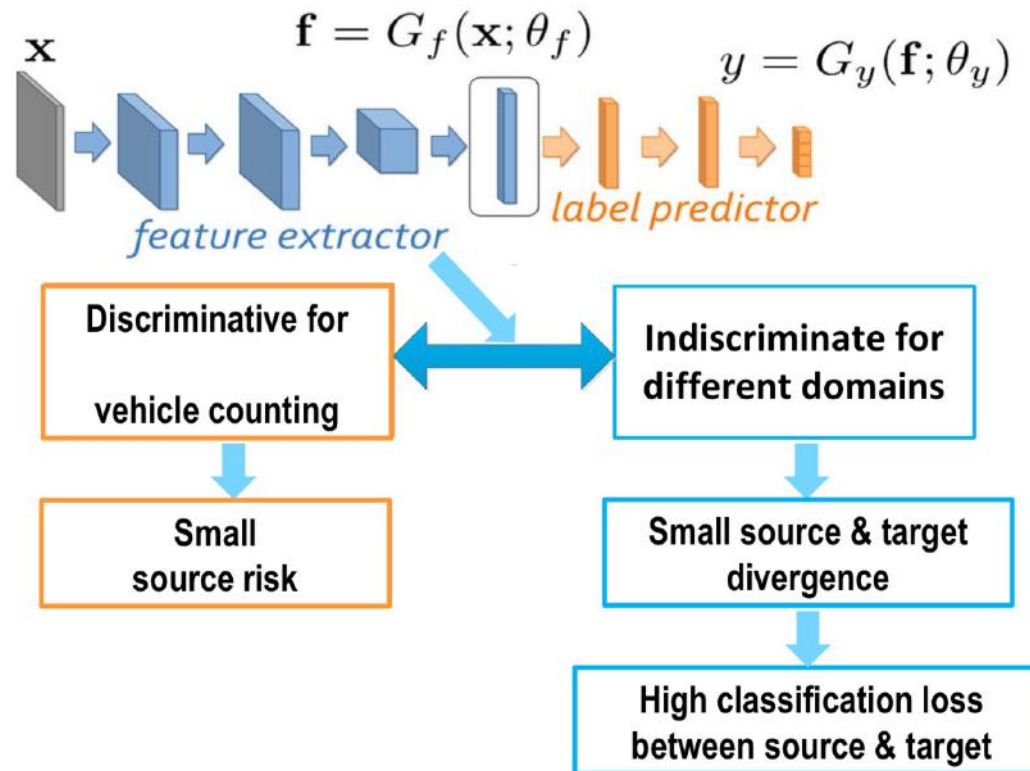 x
f = G_f(x; θ_f)
y = G_y(f; θ_y)
feature extractor
label predictor
Discriminative for
vehicle counting
Indiscriminate for
different domains
Small
source risk
Small source & target
divergence
High classification loss
between source & target